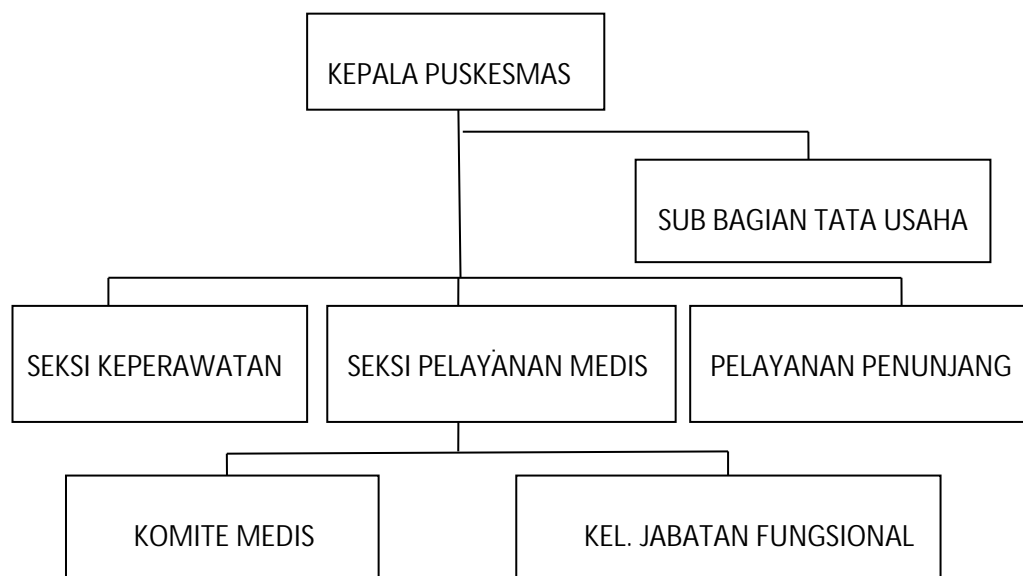 KEPALA PUSKESMAS
SUB BAGIAN TATA USAHA
SEKSI KEPERAWATAN
SEKSI PELAYANAN MEDIS
PELAYANAN PENUNJANG
KOMITE MEDIS
KEL. JABATAN FUNGSIONAL